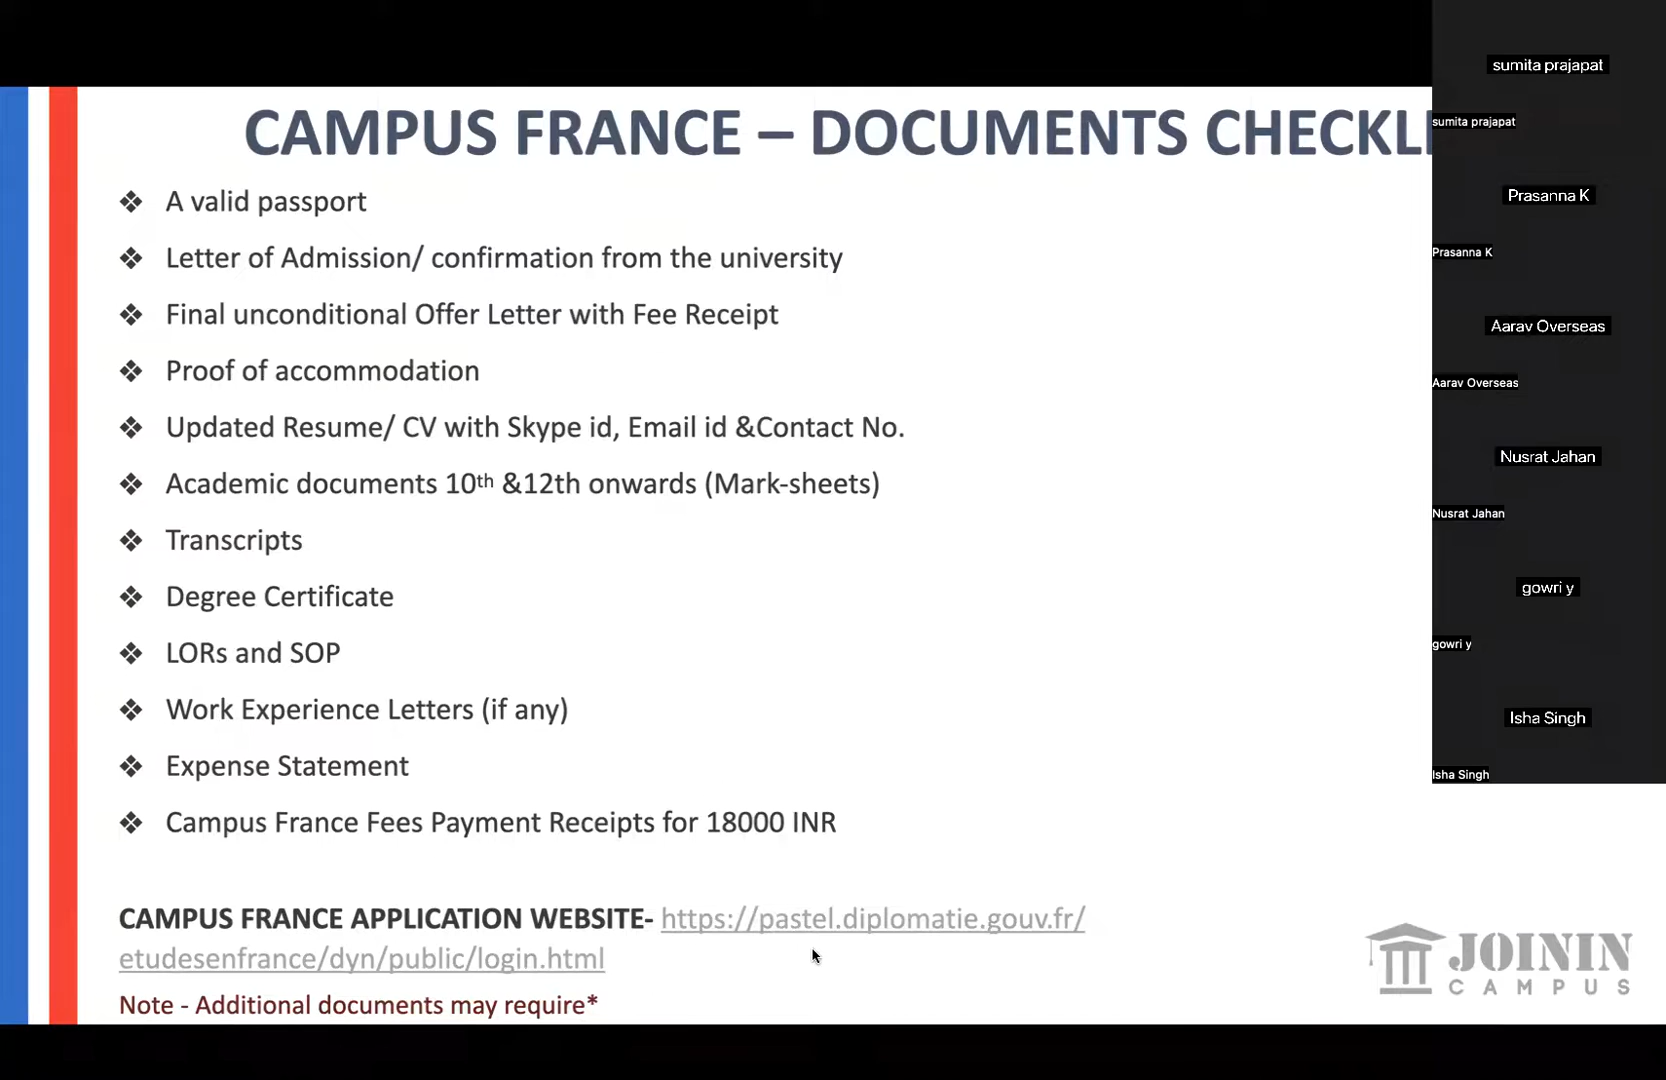 CAMPUS FRANCE – DOCUMENTS
❖ A valid passport
❖ Letter of Admission/ confirmation from the university
❖ Final unconditional Offer Letter with Fee Receipt
❖ Proof of accommodation
❖ Updated Resume/ CV with Skype id, Email id &Contact No.
❖ Academic documents 10th &12th onwards (Mark-sheets)
❖ Transcripts
❖ Degree Certificate
❖ LORs and SOP
❖ Work Experience Letters (if any)
❖ Expense Statement
❖ Campus France Fees Payment Receipts for 18000 INR
CAMPUS FRANCE APPLICATION WEBSITE- https://pastel.diplomatie.gouv.fr/
etudesenfrance/dyn/public/login.html
Note - Additional documents may require*
JOININ
CAMPUS
sumita prajapat
sumita prajapat
Prasanna K
Prasanna K
Aarav Overseas
Aarav Overseas
Nusrat Jahan
Nusrat Jahan
gowri y
gowri y
Isha Singh
Isha Singh